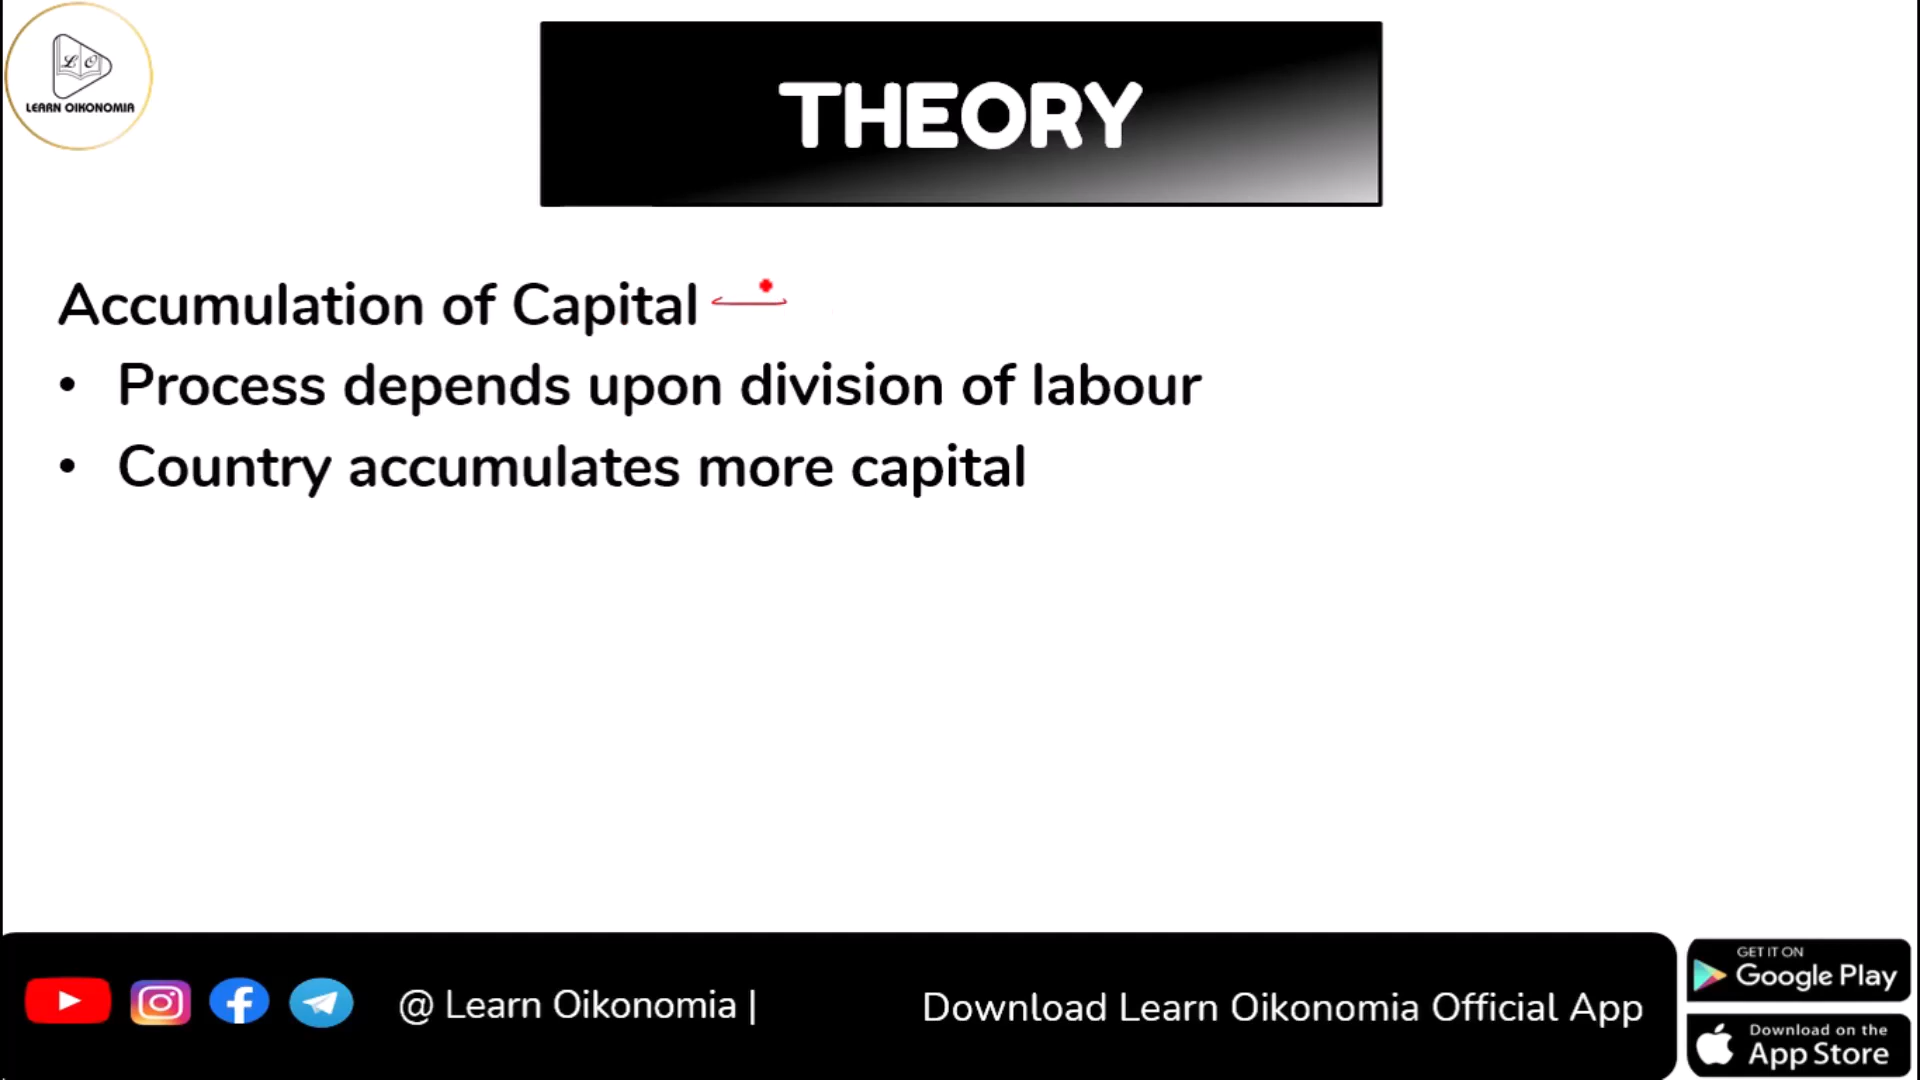 L O
LEARN OIKONOMIA
THEORY
Accumulation of Capital
• Process depends upon division of labour
• Country accumulates more capital
@ Learn Oikonomia |
Download Learn Oikonomia Official App
GET IT ON
Google Play
Download on the
App Store